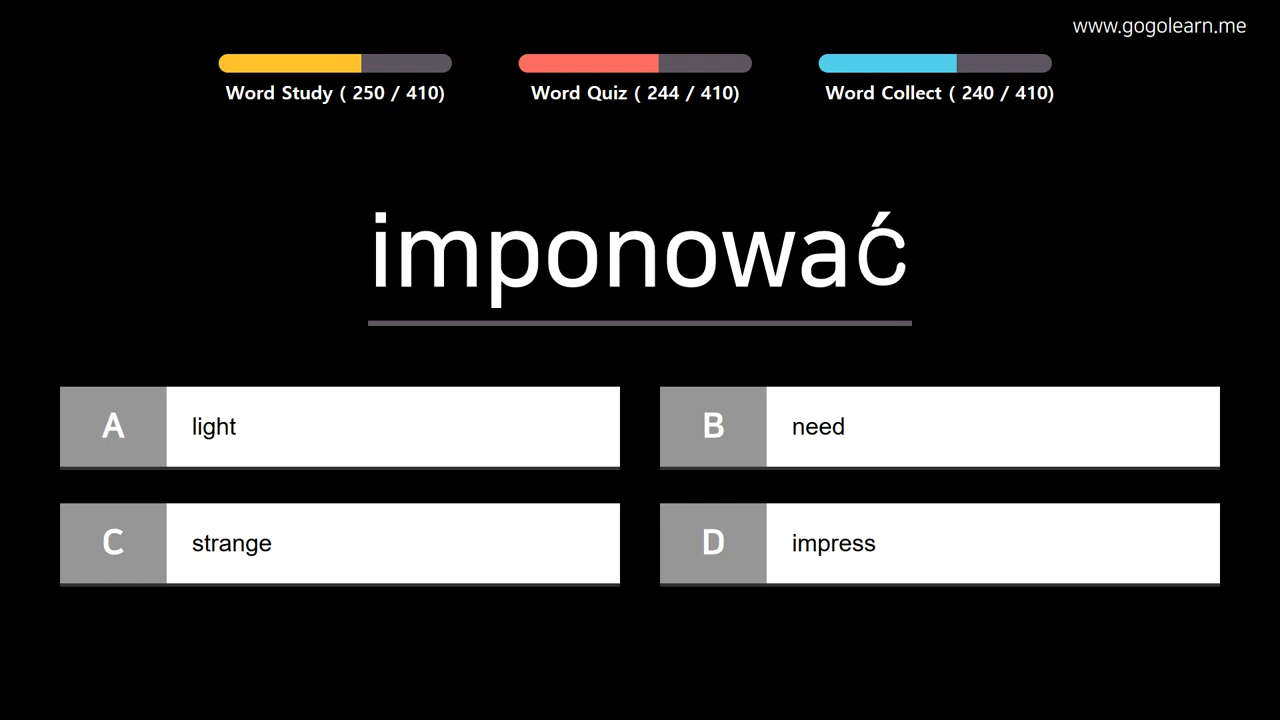 www.gogolearn.me
Word Study ( 250 / 410)
Word Quiz ( 244 / 410)
Word Collect ( 240 / 410)
imponować
A light
B need
C strange
D impress